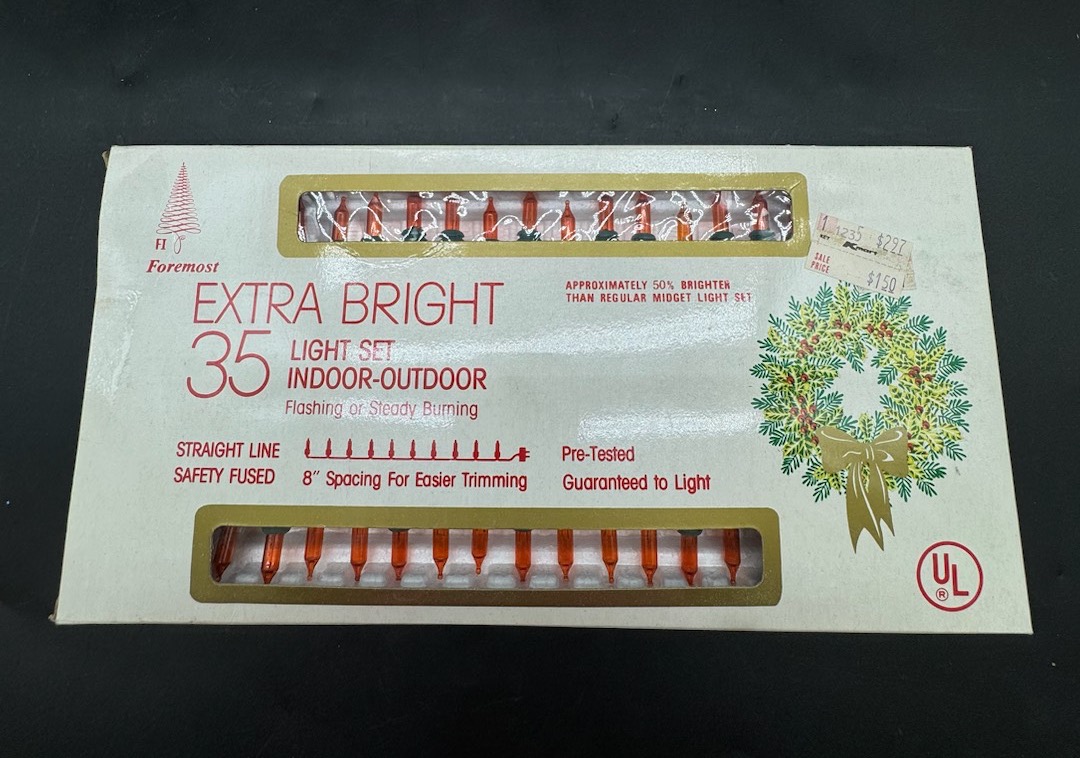 FI
Foremost
EXTRA BRIGHT
35
LIGHT SET
INDOOR-OUTDOOR
Flashing or Steady Burning
APPROXIMATELY 50% BRIGHTER
THAN REGULAR MIDGET LIGHT SET
1235 $2.97
Kmart
SALE
PRICE
$1.50
STRAIGHT LINE
SAFETY FUSED
8" Spacing For Easier Trimming
Pre-Tested
Guaranteed to Light
UL
®